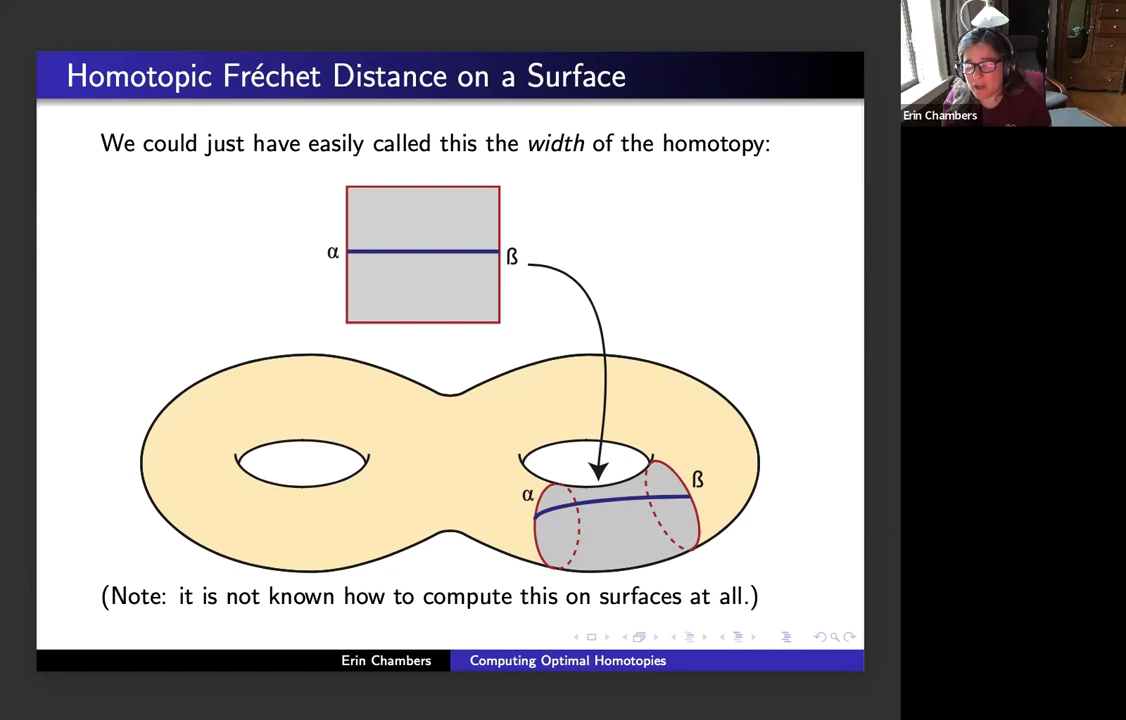 Homotopic Fréchet Distance on a Surface
We could just have easily called this the width of the homotopy:
α
ß
α
ß
(Note: it is not known how to compute this on surfaces at all.)
Erin Chambers
Computing Optimal Homotopies
Erin Chambers